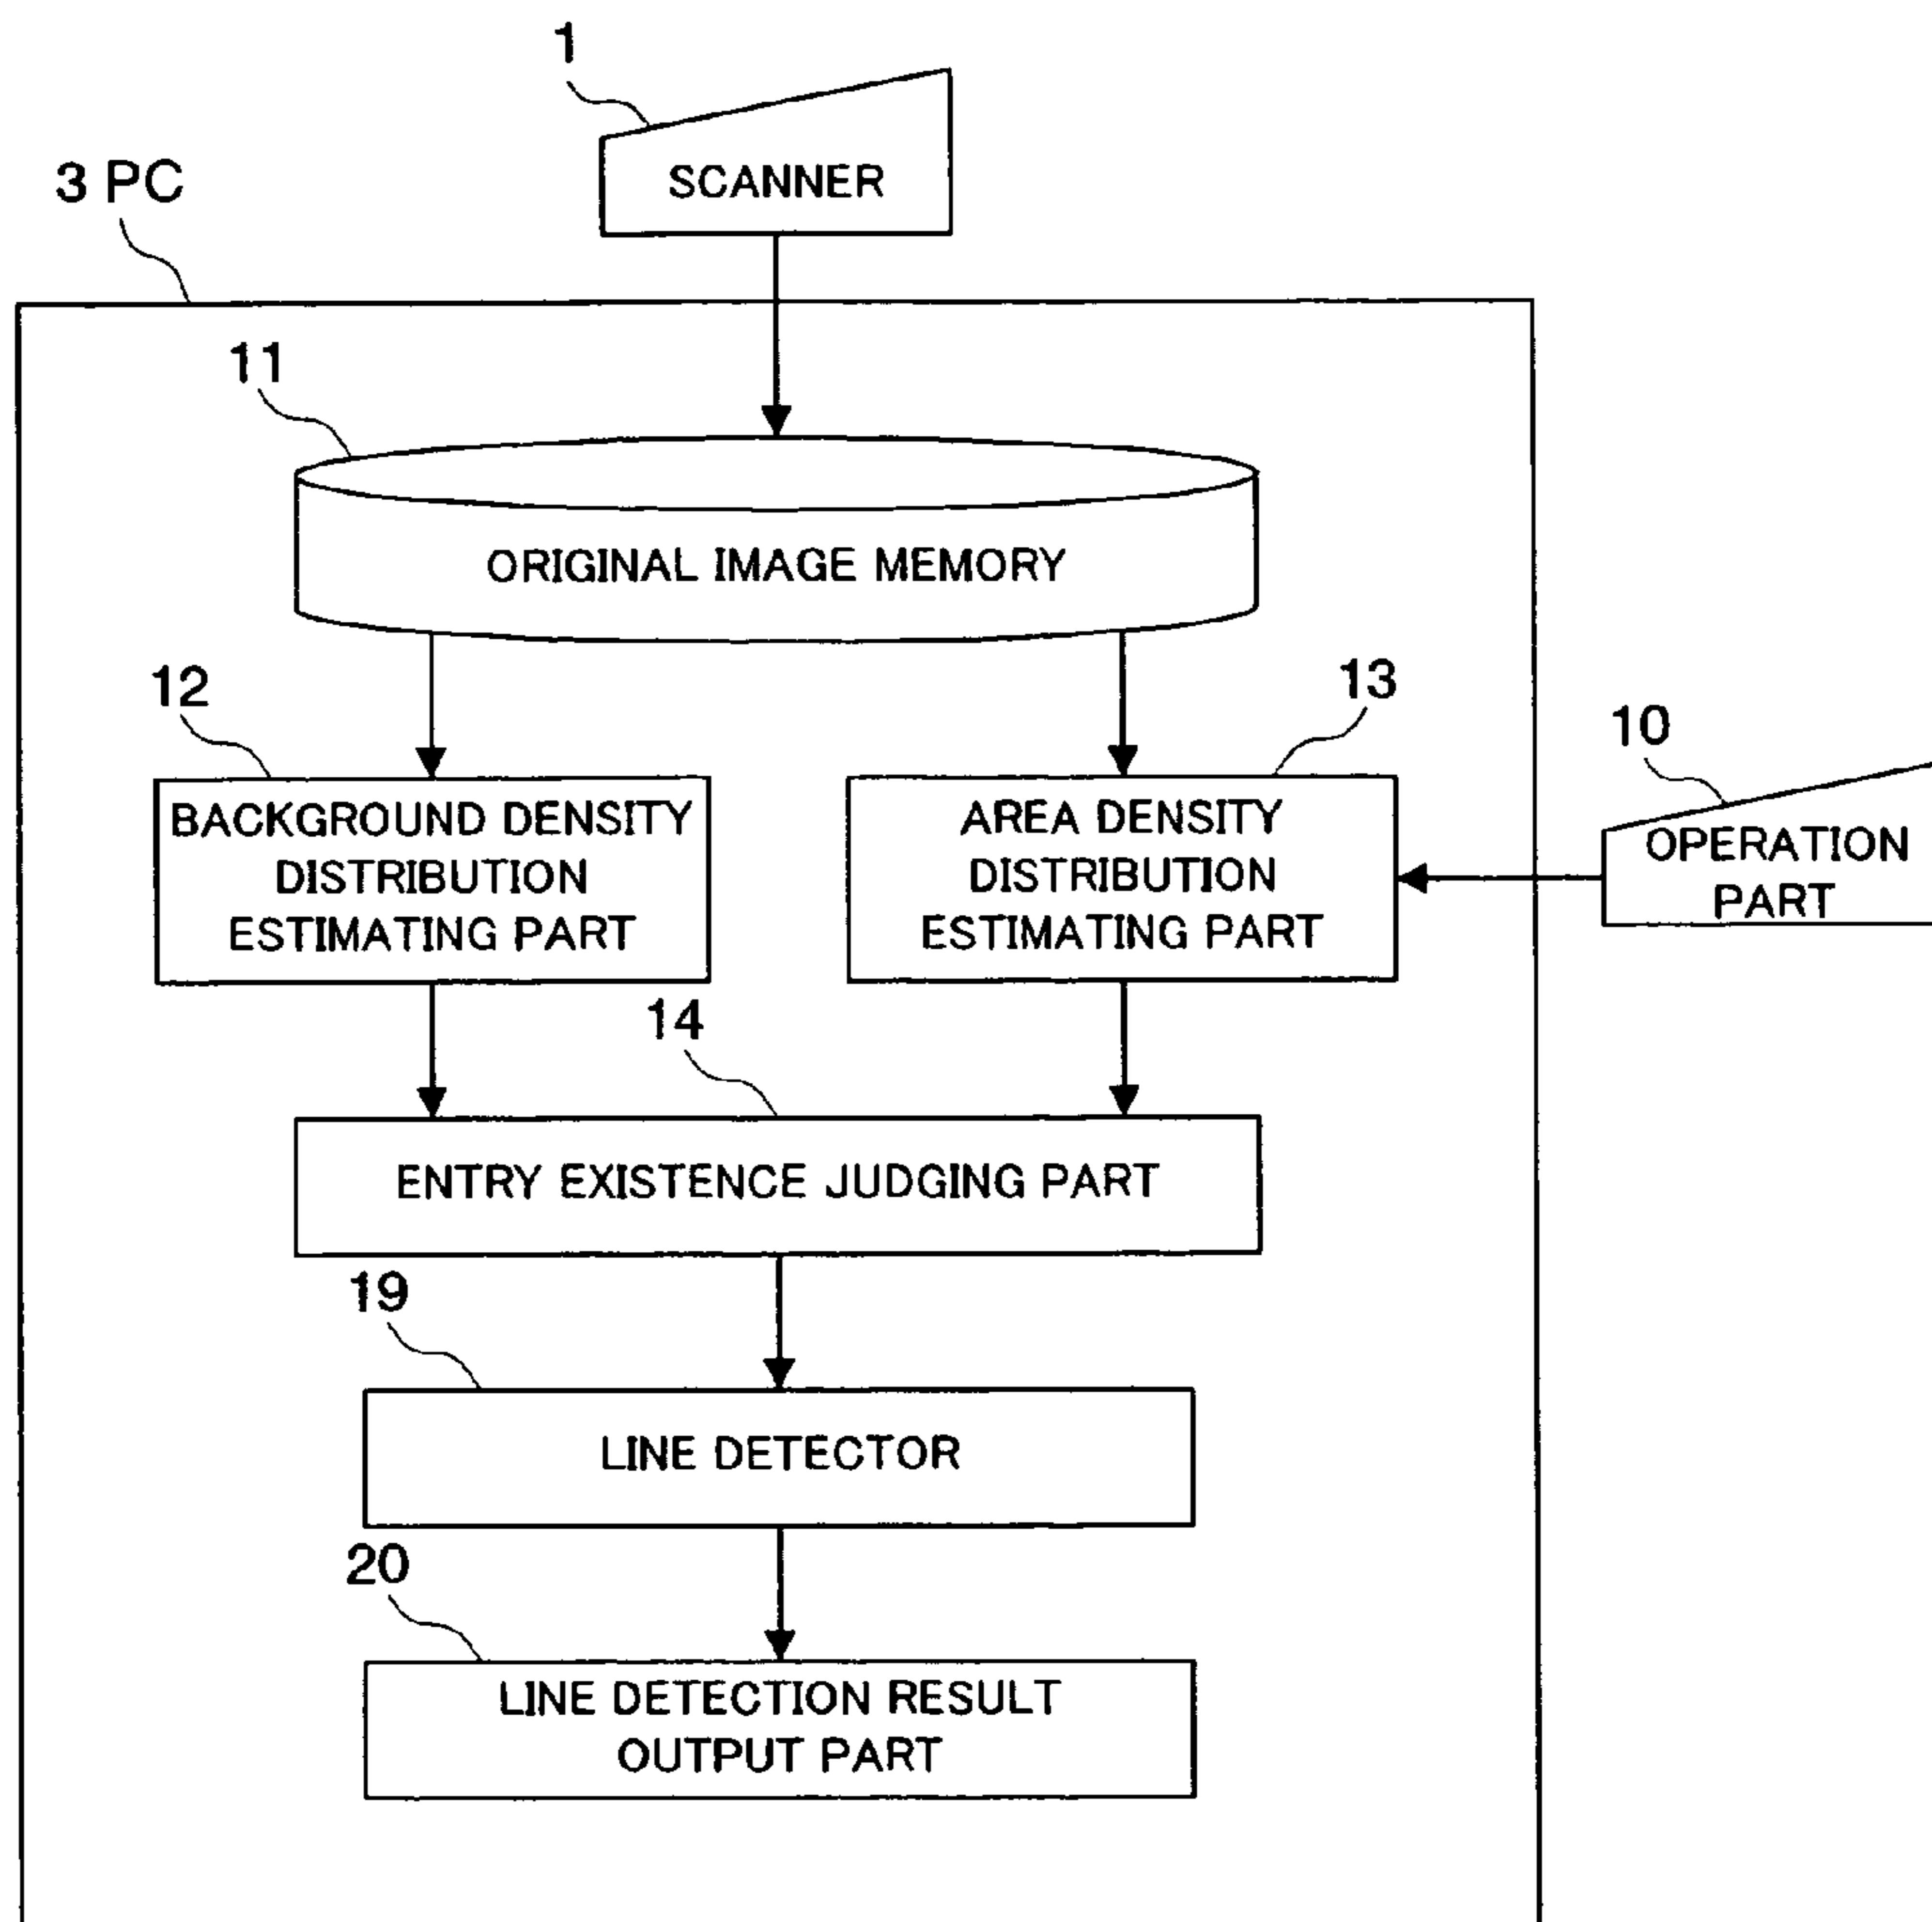 1
SCANNER
3 PC
11
ORIGINAL IMAGE MEMORY
12
13
10
BACKGROUND DENSITY
DISTRIBUTION
ESTIMATING PART
AREA DENSITY
DISTRIBUTION
ESTIMATING PART
OPERATION
PART
14
ENTRY EXISTENCE JUDGING PART
19
LINE DETECTOR
20
LINE DETECTION RESULT
OUTPUT PART